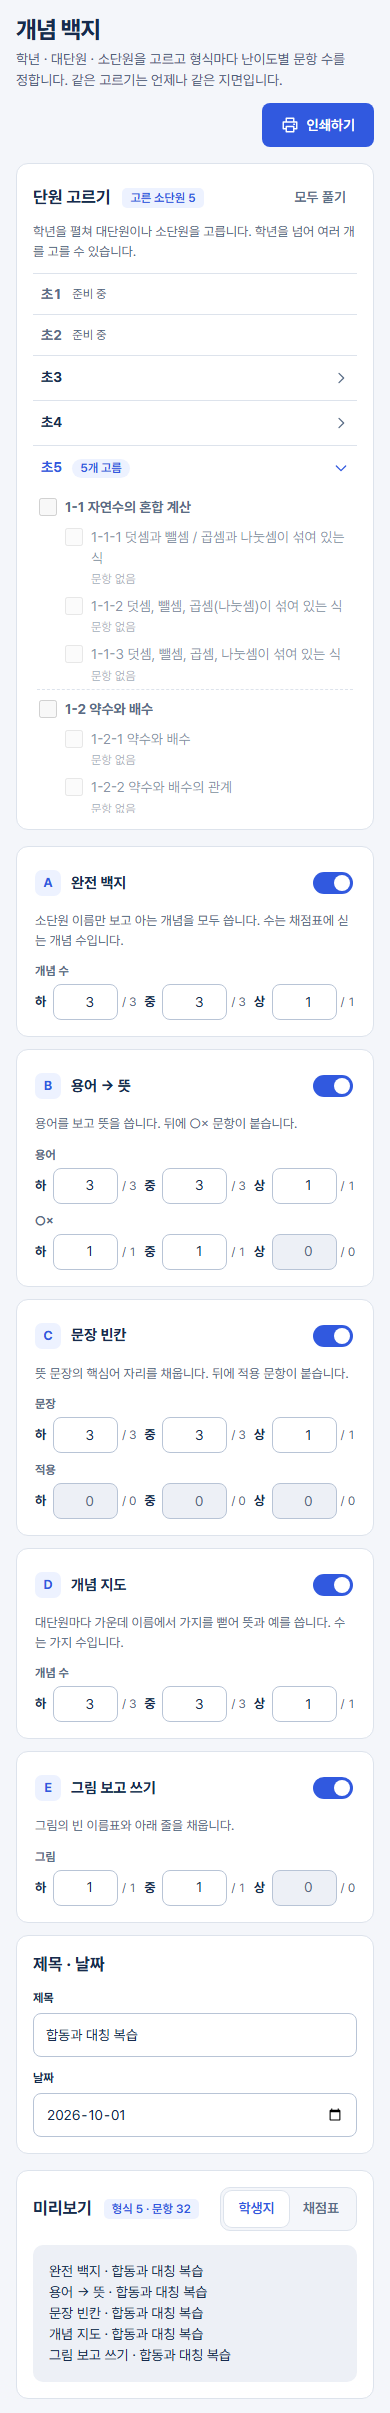 개념 백지
학년 · 대단원 · 소단원을 고르고 형식마다 난이도별 문항 수를
정합니다. 같은 고르기는 언제나 같은 지면입니다.
인쇄하기
단원 고르기 고른 소단원 5 모두 풀기
학년을 펼쳐 대단원이나 소단원을 고릅니다. 학년을 넘어 여러 개
를 고를 수 있습니다.
초1 준비 중
초2 준비 중
초3
초4
초5 5개 고름
1-1 자연수의 혼합 계산
1-1-1 덧셈과 뺄셈 / 곱셈과 나눗셈이 섞여 있는
식
문항 없음
1-1-2 덧셈, 뺄셈, 곱셈(나눗셈)이 섞여 있는 식
문항 없음
1-1-3 덧셈, 뺄셈, 곱셈, 나눗셈이 섞여 있는 식
문항 없음
1-2 약수와 배수
1-2-1 약수와 배수
문항 없음
1-2-2 약수와 배수의 관계
문항 없음
A 완전 백지
소단원 이름만 보고 아는 개념을 모두 씁니다. 수는 채점표에 싣
는 개념 수입니다.
개념 수
하 3 / 3 중 3 / 3 상 1 / 1
B 용어 → 뜻
용어를 보고 뜻을 씁니다. 뒤에 ○× 문항이 붙습니다.
용어
하 3 / 3 중 3 / 3 상 1 / 1
○×
하 1 / 1 중 1 / 1 상 0 / 0
C 문장 빈칸
뜻 문장의 핵심어 자리를 채웁니다. 뒤에 적용 문항이 붙습니다.
문장
하 3 / 3 중 3 / 3 상 1 / 1
적용
하 0 / 0 중 0 / 0 상 0 / 0
D 개념 지도
대단원마다 가운데 이름에서 가지를 뻗어 뜻과 예를 씁니다. 수
는 가지 수입니다.
개념 수
하 3 / 3 중 3 / 3 상 1 / 1
E 그림 보고 쓰기
그림의 빈 이름표와 아래 줄을 채웁니다.
그림
하 1 / 1 중 1 / 1 상 0 / 0
제목 · 날짜
제목
합동과 대칭 복습
날짜
2026-10-01
미리보기 형식 5 · 문항 32 학생지 채점표
완전 백지 · 합동과 대칭 복습
용어 → 뜻 · 합동과 대칭 복습
문장 빈칸 · 합동과 대칭 복습
개념 지도 · 합동과 대칭 복습
그림 보고 쓰기 · 합동과 대칭 복습